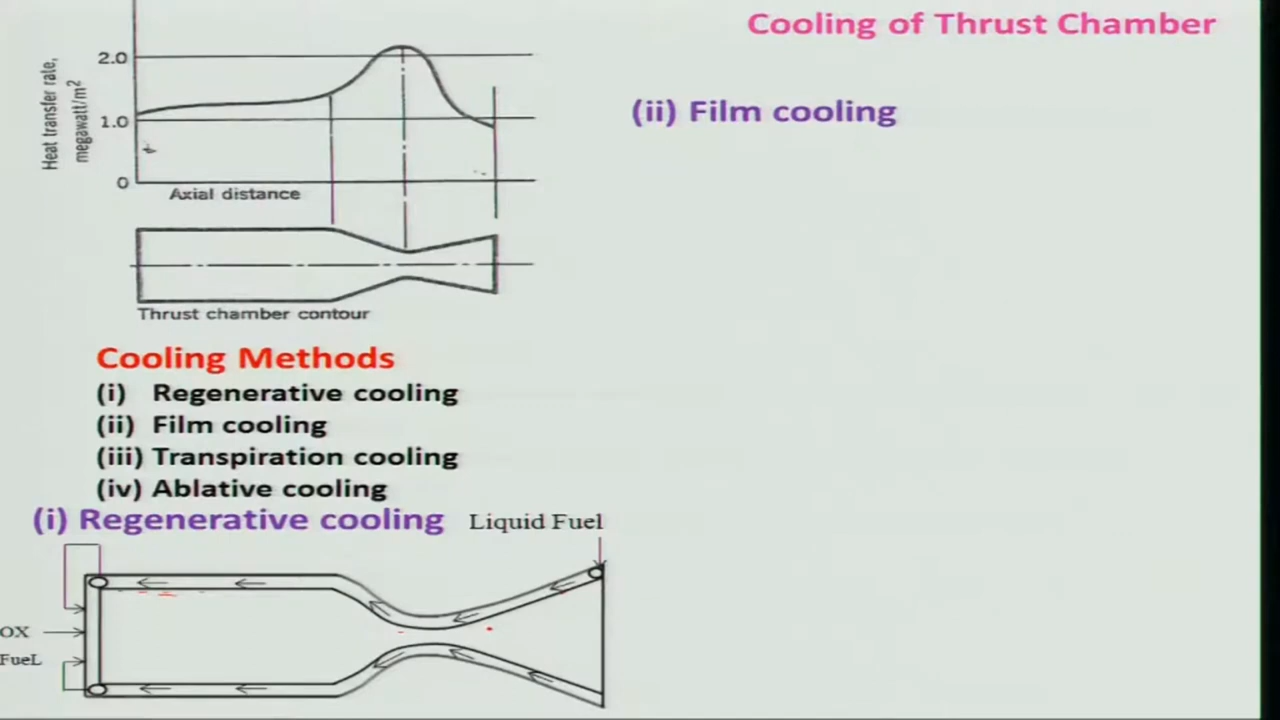 Cooling of Thrust Chamber
2.0
Heat transfer rate,
megawatt/m²
1.0
0
Axial distance
Thrust chamber contour
Cooling Methods
(i) Regenerative cooling
(ii) Film cooling
(iii) Transpiration cooling
(iv) Ablative cooling
(i) Regenerative cooling
Liquid Fuel
OX
FueL
(ii) Film cooling